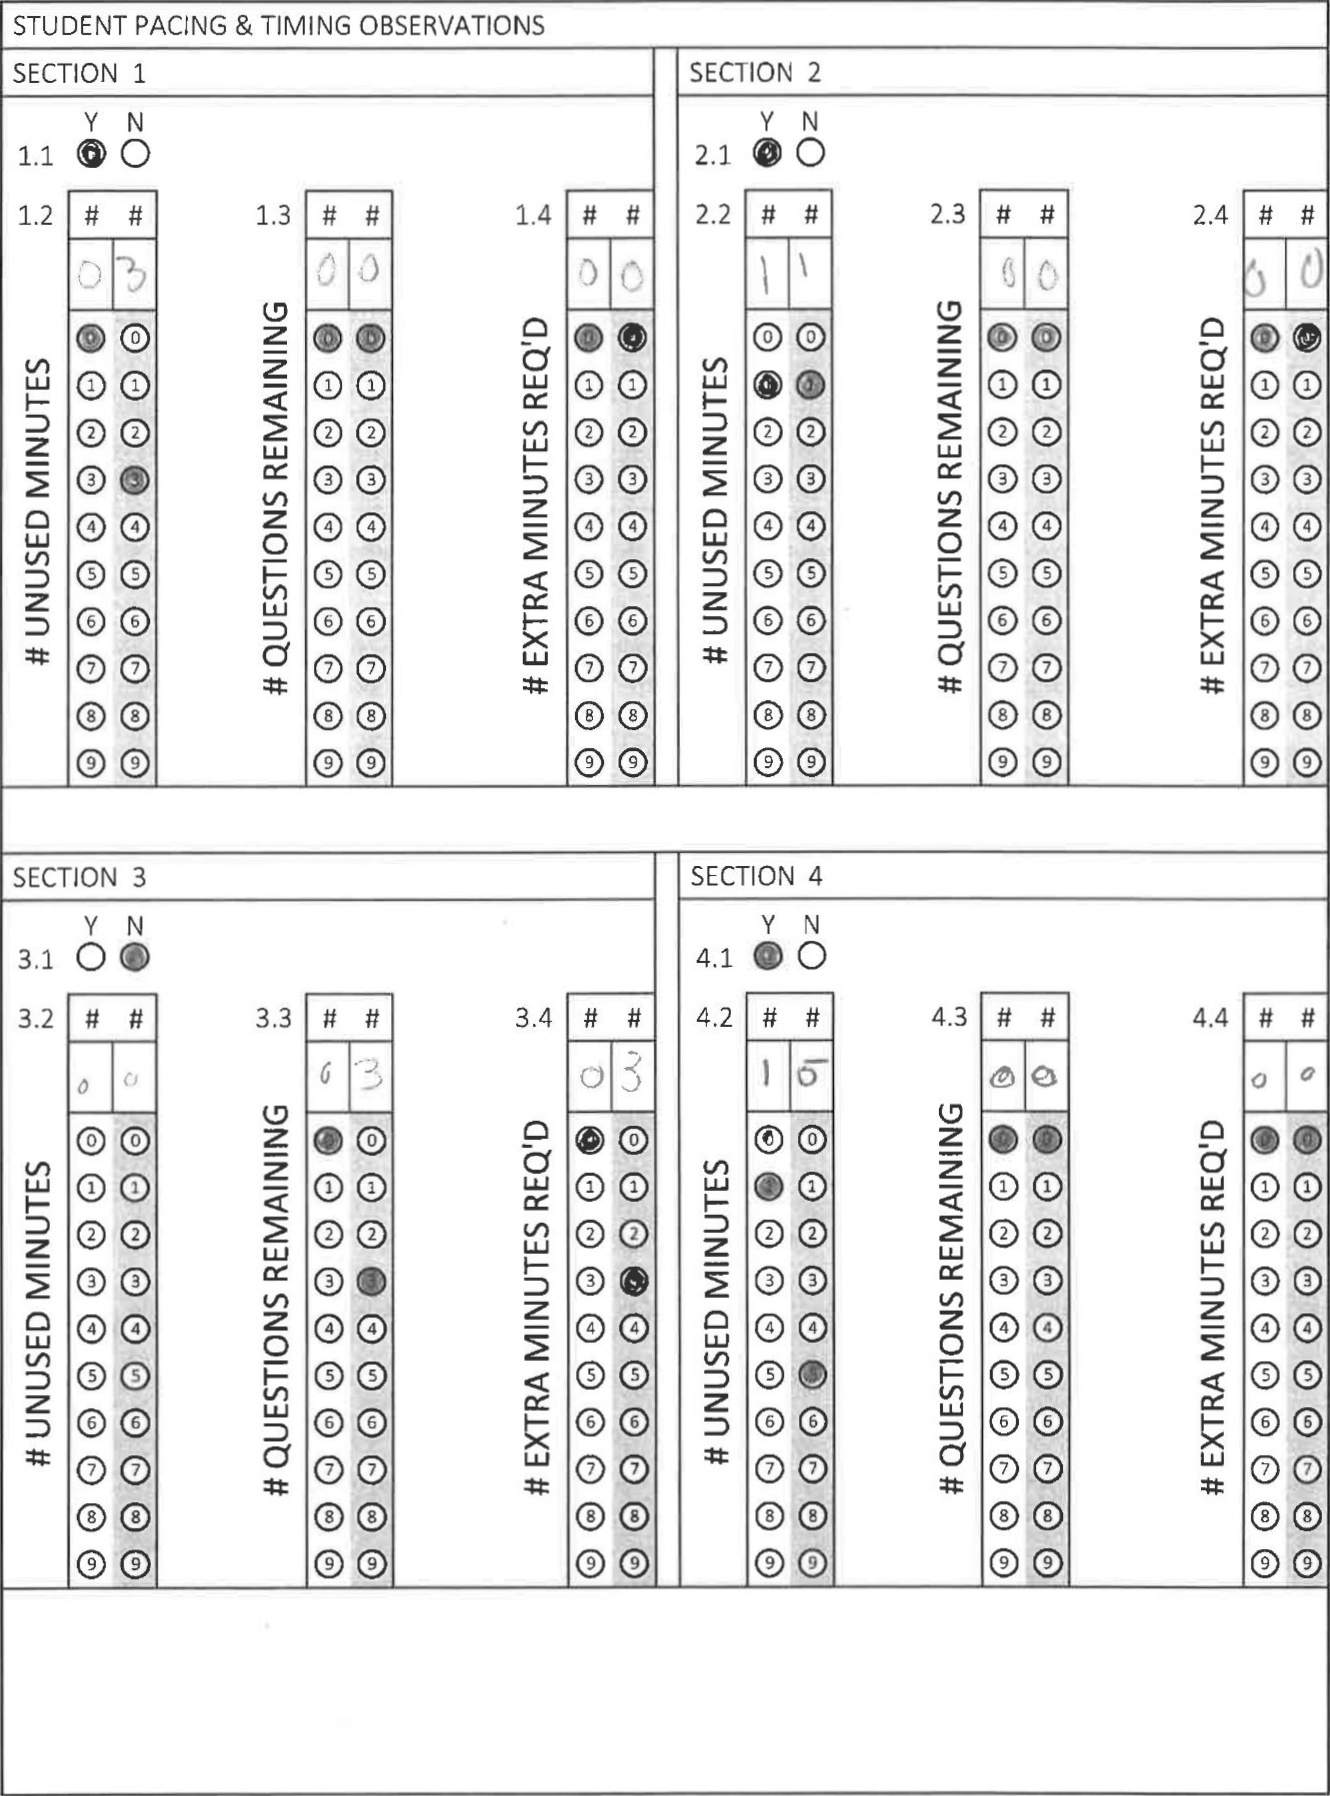 STUDENT PACING & TIMING OBSERVATIONS
SECTION 1
Y N
1.1
1.2 # # 1.3 # # 1.4 # #
0 3 0 0 0 0
# UNUSED MINUTES
# QUESTIONS REMAINING
# EXTRA MINUTES REQ'D
0 0 0 0 0
1 1 1 1 1 1
2 2 2 2 2 2
3 3 3 3 3 3
4 4 4 4 4 4
5 5 5 5 5 5
6 6 6 6 6 6
7 7 7 7 7 7
8 8 8 8 8 8
9 9 9 9 9 9
SECTION 2
Y N
2.1
2.2 # # 2.3 # # 2.4 # #
1 1 0 0 0 0
# UNUSED MINUTES
# QUESTIONS REMAINING
# EXTRA MINUTES REQ'D
0 0 0 0 0
1 1 1 1 1
2 2 2 2 2 2
3 3 3 3 3 3
4 4 4 4 4 4
5 5 5 5 5 5
6 6 6 6 6 6
7 7 7 7 7 7
8 8 8 8 8 8
9 9 9 9 9 9
SECTION 3
Y N
3.1
3.2 # # 3.3 # # 3.4 # #
0 0 0 3 0 3
# UNUSED MINUTES
# QUESTIONS REMAINING
# EXTRA MINUTES REQ'D
0 0 0 0
1 1 1 1 1 1
2 2 2 2 2 2
3 3 3 3 3
4 4 4 4 4 4
5 5 5 5 5 5
6 6 6 6 6 6
7 7 7 7 7 7
8 8 8 8 8 8
9 9 9 9 9 9
SECTION 4
Y N
4.1
4.2 # # 4.3 # # 4.4 # #
1 5 0 0 0 0
# UNUSED MINUTES
# QUESTIONS REMAINING
# EXTRA MINUTES REQ'D
0 0 0 0 0
1 1 1 1 1
2 2 2 2 2 2
3 3 3 3 3 3
4 4 4 4 4 4
5 5 5 5 5
6 6 6 6 6 6
7 7 7 7 7 7
8 8 8 8 8 8
9 9 9 9 9 9